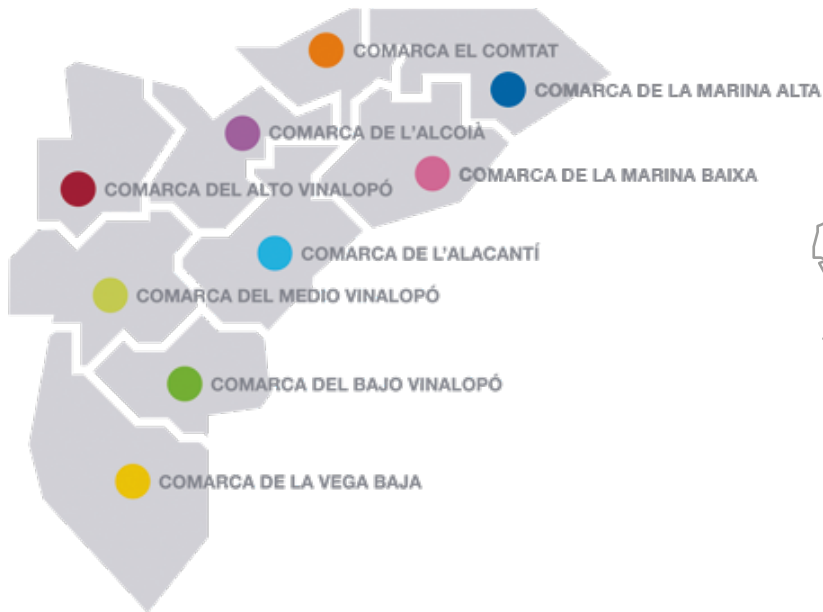 COMARCA EL COMTAT
COMARCA DE LA MARINA ALTA
COMARCA DE L'ALCOIÀ
COMARCA DE LA MARINA BAIXA
COMARCA DEL ALTO VINALOPÓ
COMARCA DE L'ALACANTÍ
COMARCA DEL MEDIO VINALOPÓ
COMARCA DEL BAJO VINALOPÓ
COMARCA DE LA VEGA BAJA